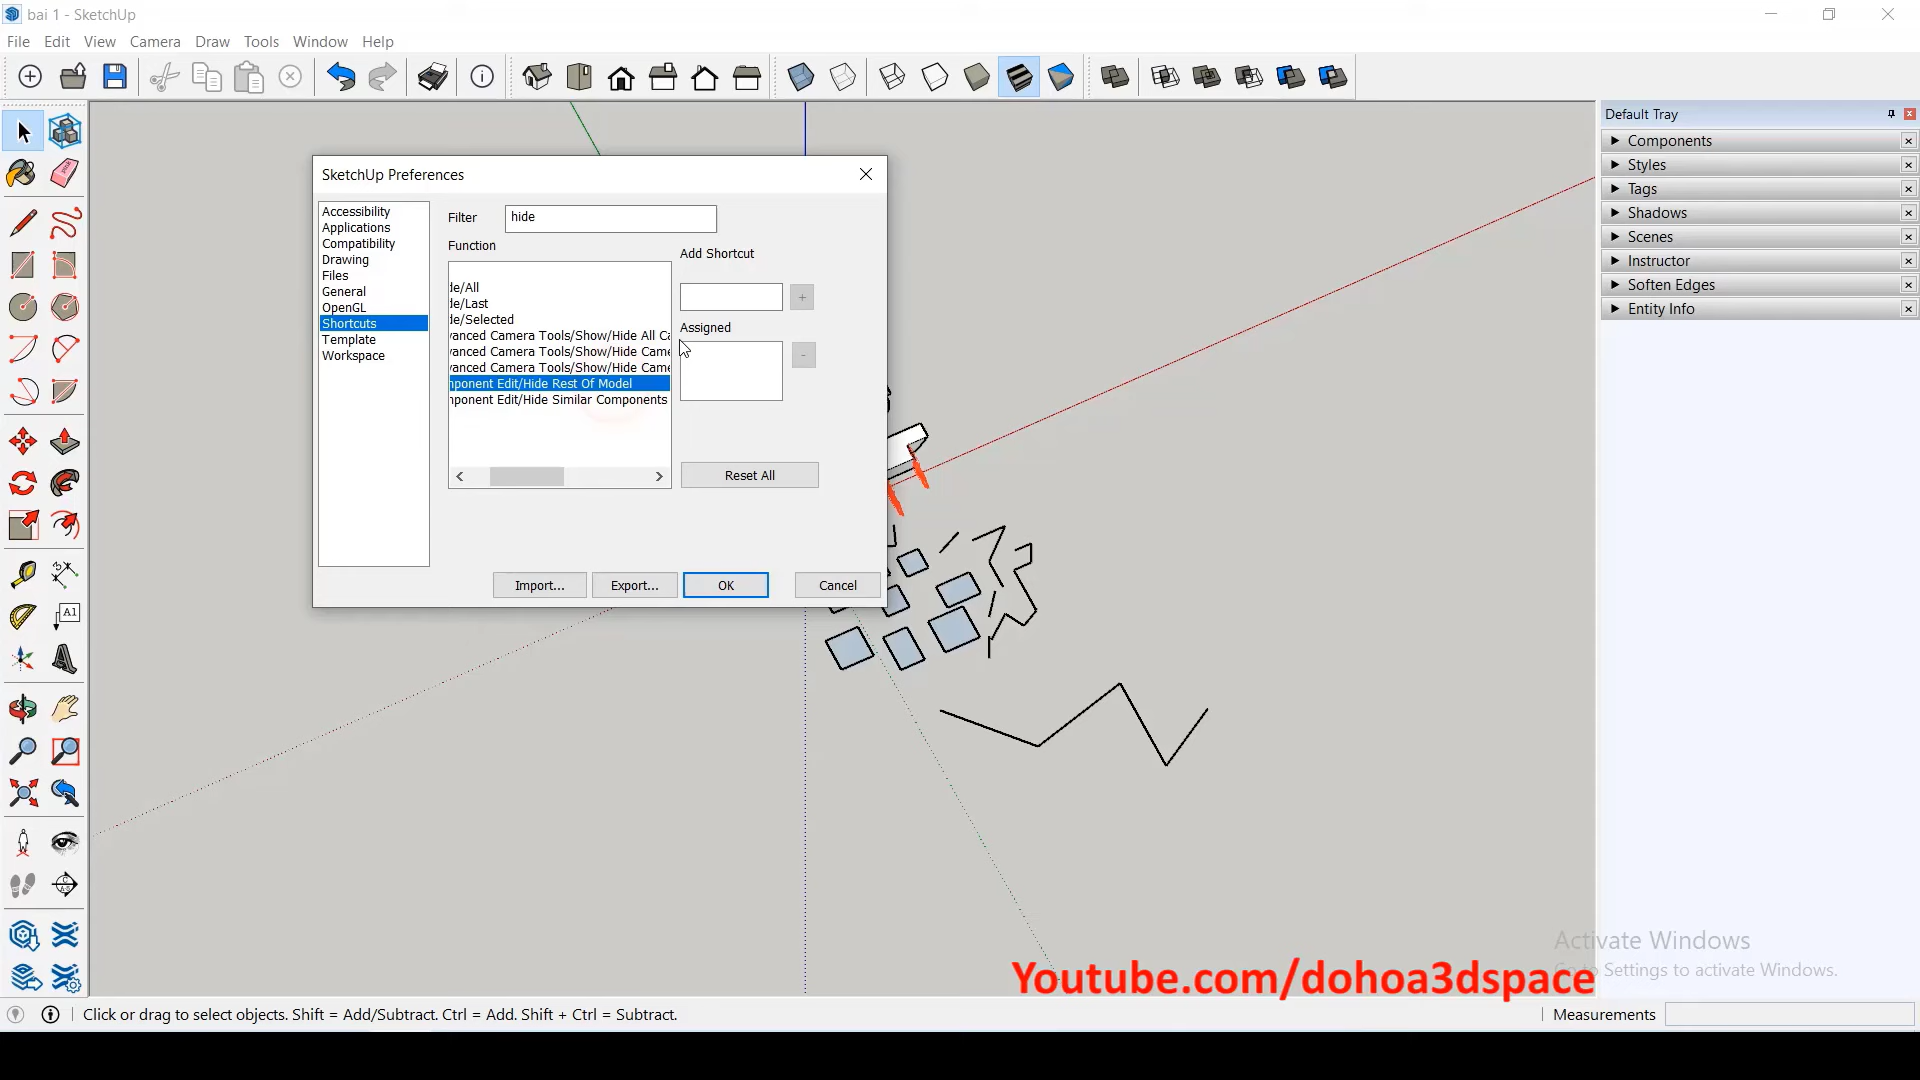 bai 1 - SketchUp
File Edit View Camera Draw Tools Window Help
SketchUp Preferences
Accessibility
Applications
Compatibility
Drawing
Files
General
OpenGL
Shortcuts
Template
Workspace
Filter hide
Function
de/All
de/Last
de/Selected
vanced Camera Tools/Show/Hide All Ca
vanced Camera Tools/Show/Hide Came
vanced Camera Tools/Show/Hide Came
nponent Edit/Hide Rest Of Model
nponent Edit/Hide Similar Components
Add Shortcut
+
Assigned
-
Reset All
Import... Export... OK Cancel
Default Tray
Components
Styles
Tags
Shadows
Scenes
Instructor
Soften Edges
Entity Info
A1
Activate Windows
Go to Settings to activate Windows.
Youtube.com/dohoa3dspace
Click or drag to select objects. Shift = Add/Subtract. Ctrl = Add. Shift + Ctrl = Subtract.
Measurements